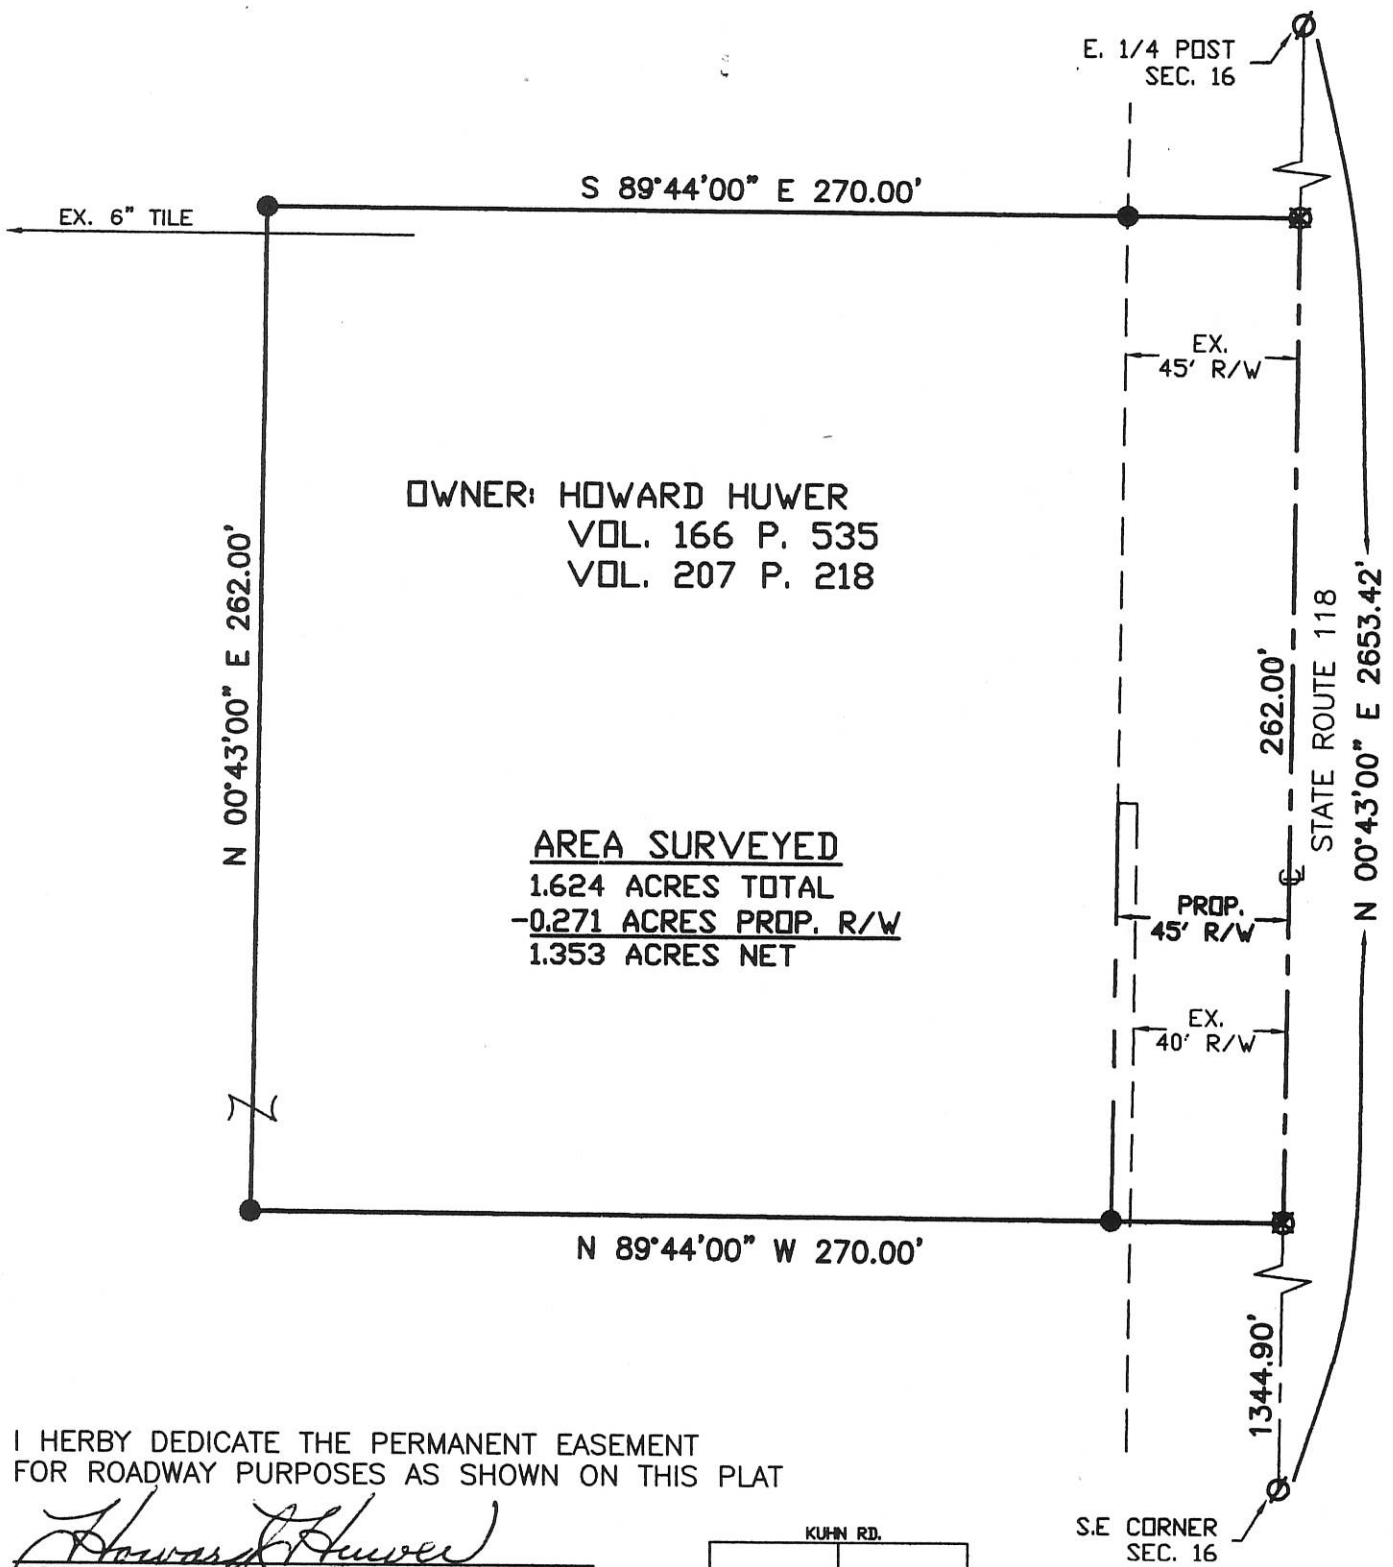 E. 1/4 POST
SEC. 16
S 89°44'00" E 270.00'
EX. 6" TILE
EX.
45' R/W
OWNER: HOWARD HUWER
VOL. 166 P. 535
VOL. 207 P. 218
N 00°43'00" E 262.00'
262.00'
STATE ROUTE 118
N 00°43'00" E 2653.42'
AREA SURVEYED
1.624 ACRES TOTAL
-0.271 ACRES PROP. R/W
1.353 ACRES NET
PROP.
45' R/W
EX.
40' R/W
N 89°44'00" W 270.00'
1344.90'
I HERBY DEDICATE THE PERMANENT EASEMENT
FOR ROADWAY PURPOSES AS SHOWN ON THIS PLAT
Howard Huwer
KUHN RD.
S.E CORNER
SEC. 16